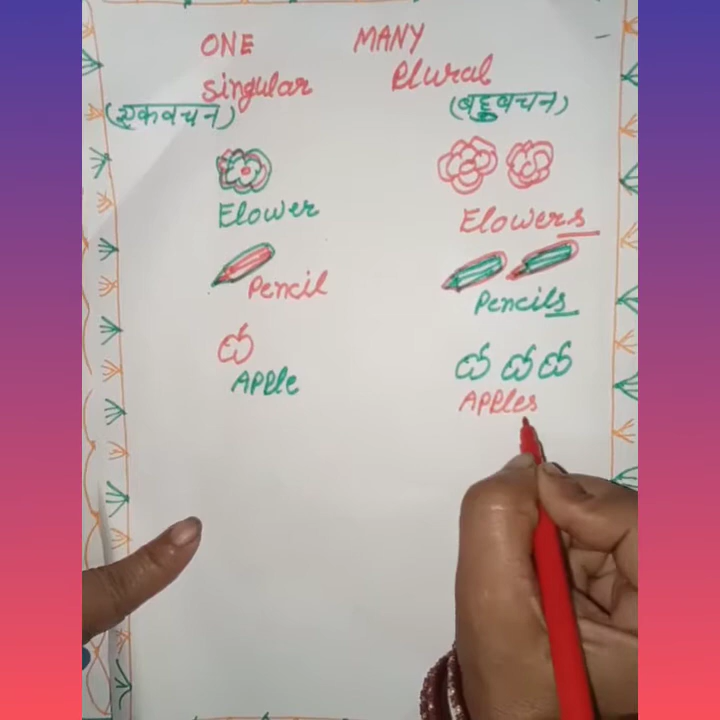 ONE MANY
Singular Plural
(एकवचन) (बहुवचन)
Flower Flowers
Pencil Pencils
Apple Apples